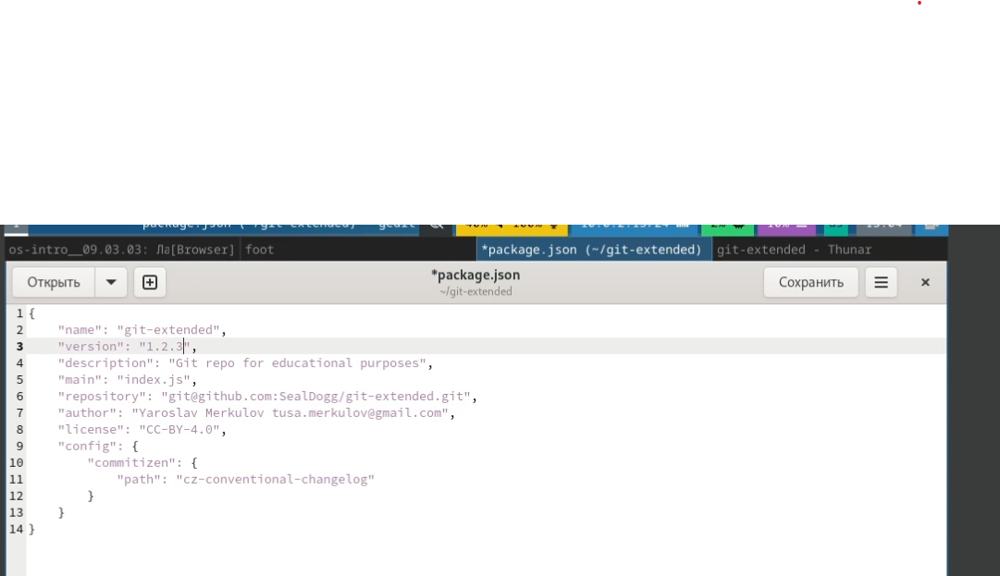 os-intro__09.03.03: Ла[Browser] foot *package.json (~/git-extended) git-extended - Thunar
Открыть *package.json Сохранить
~/git-extended
1 {
2     "name": "git-extended",
3     "version": "1.2.3",
4     "description": "Git repo for educational purposes",
5     "main": "index.js",
6     "repository": "git@github.com:SealDogg/git-extended.git",
7     "author": "Yaroslav Merkulov tusa.merkulov@gmail.com",
8     "license": "CC-BY-4.0",
9     "config": {
10         "commitizen": {
11             "path": "cz-conventional-changelog"
12         }
13     }
14 }